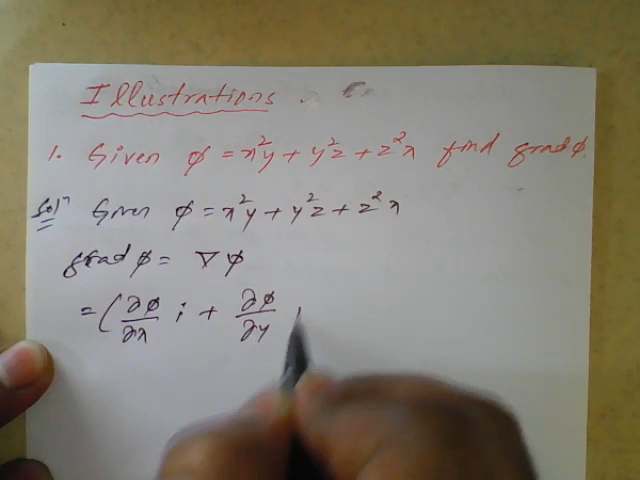 Illustrations.
1. Given φ = x²y + y²z + z²x find grad φ.
Solⁿ Given φ = x²y + y²z + z²x
grad φ = ∇φ
= (∂φ/∂x i + ∂φ/∂y